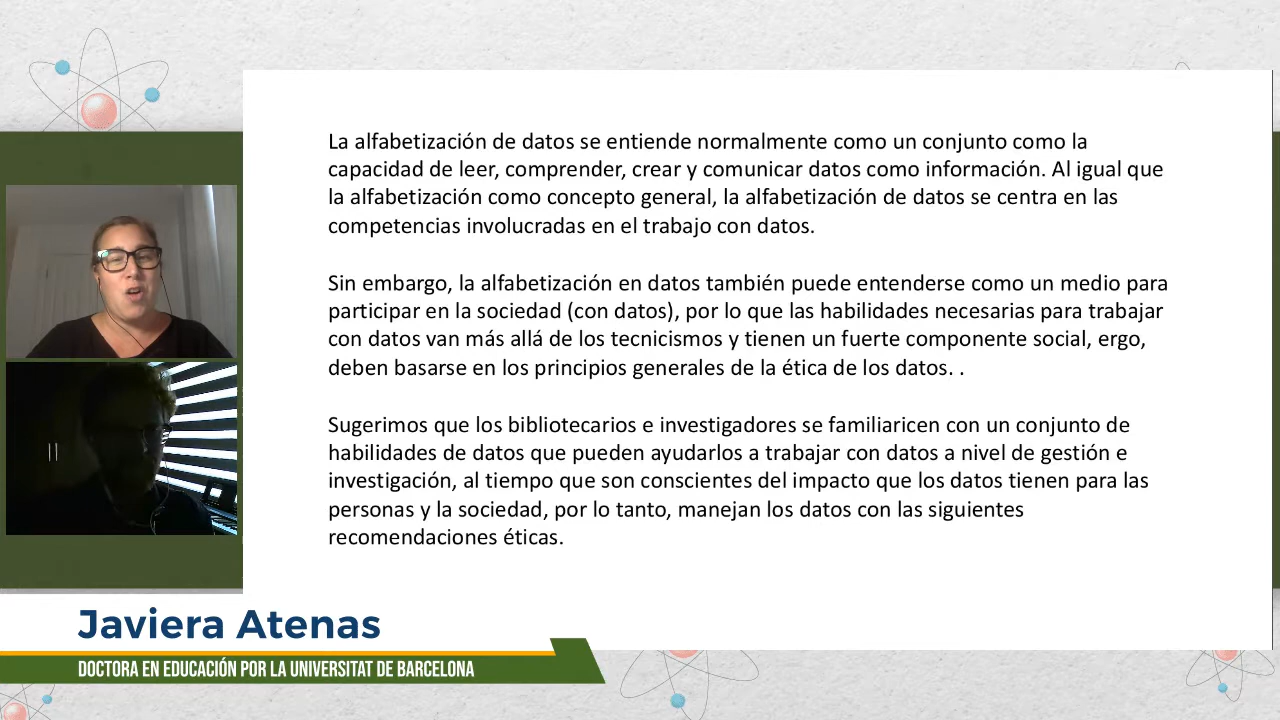 La alfabetización de datos se entiende normalmente como un conjunto como la
capacidad de leer, comprender, crear y comunicar datos como información. Al igual que
la alfabetización como concepto general, la alfabetización de datos se centra en las
competencias involucradas en el trabajo con datos.
Sin embargo, la alfabetización en datos también puede entenderse como un medio para
participar en la sociedad (con datos), por lo que las habilidades necesarias para trabajar
con datos van más allá de los tecnicismos y tienen un fuerte componente social, ergo,
deben basarse en los principios generales de la ética de los datos. .
Sugerimos que los bibliotecarios e investigadores se familiaricen con un conjunto de
habilidades de datos que pueden ayudarlos a trabajar con datos a nivel de gestión e
investigación, al tiempo que son conscientes del impacto que los datos tienen para las
personas y la sociedad, por lo tanto, manejan los datos con las siguientes
recomendaciones éticas.
Javiera Atenas
DOCTORA EN EDUCACIÓN POR LA UNIVERSITAT DE BARCELONA